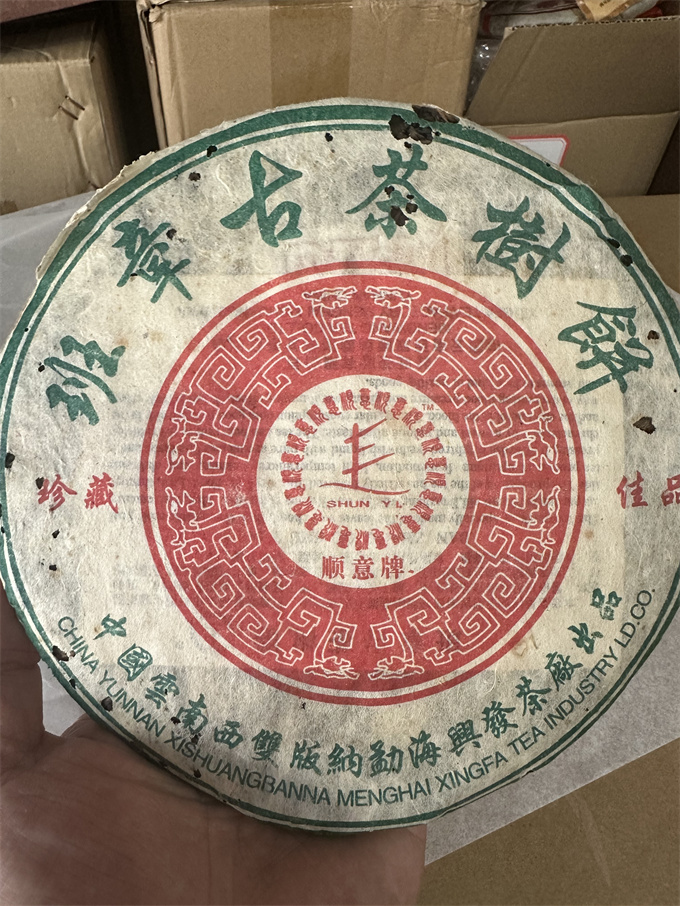 班章古茶樹餅
珍藏
佳品
TM
SHUN YI
顺意牌
中國雲南西雙版納勐海興發茶廠出品
CHINA YUNNAN XISHUANGBANNA MENGHAI XINGFA TEA INDUSTRY LD.CO.